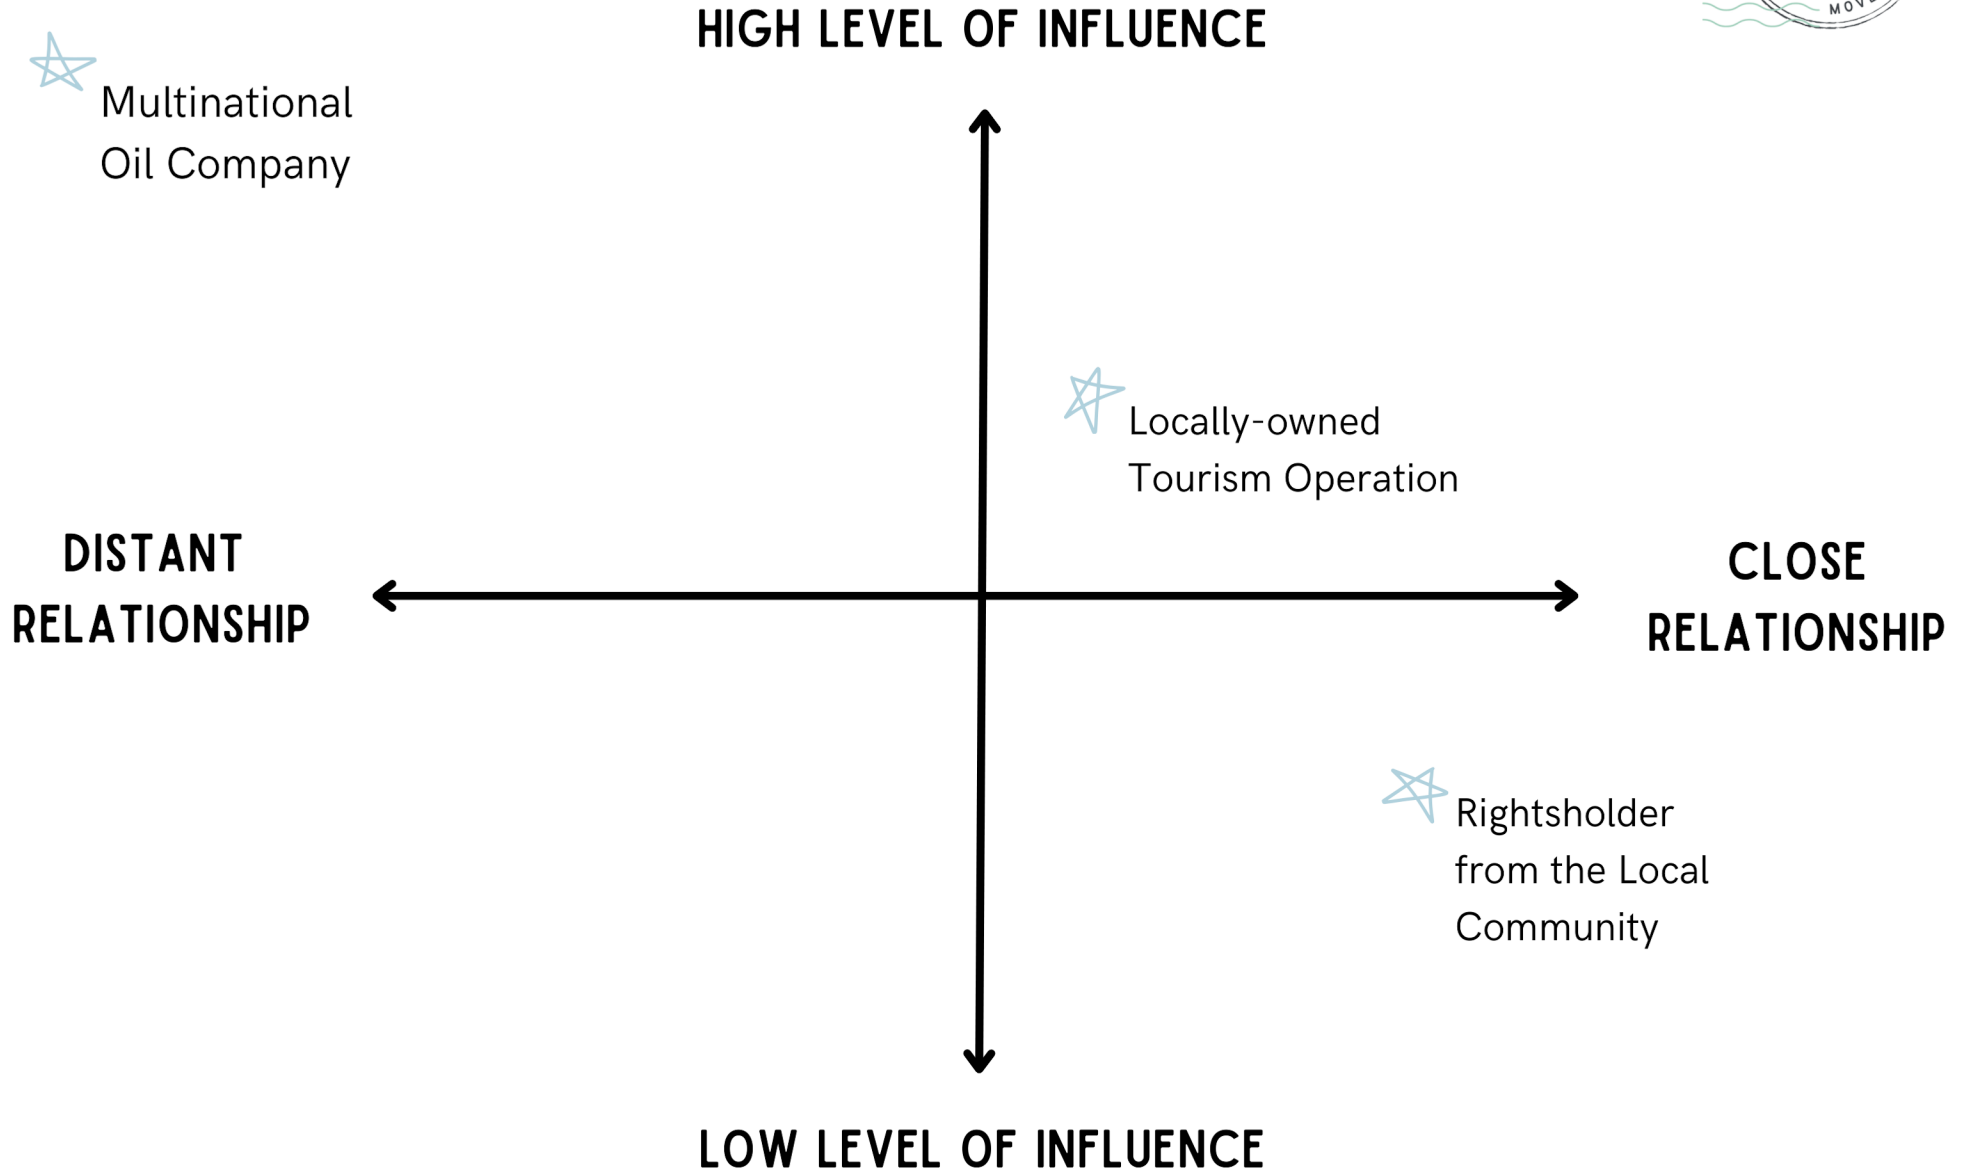 HIGH LEVEL OF INFLUENCE
Multinational
Oil Company
Locally-owned
Tourism Operation
DISTANT
RELATIONSHIP
CLOSE
RELATIONSHIP
Rightsholder
from the Local
Community
LOW LEVEL OF INFLUENCE